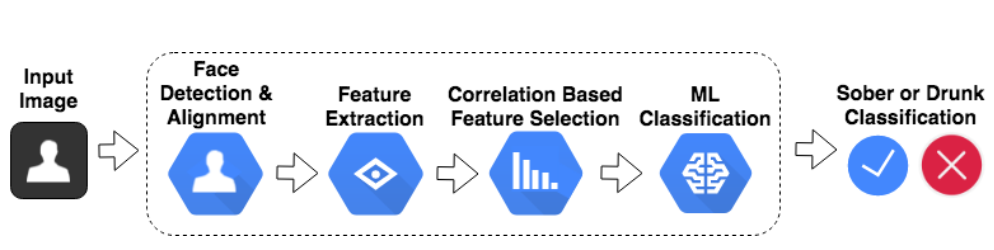 Input
Image
Face
Detection &
Alignment
Feature
Extraction
Correlation Based
Feature Selection
ML
Classification
Sober or Drunk
Classification